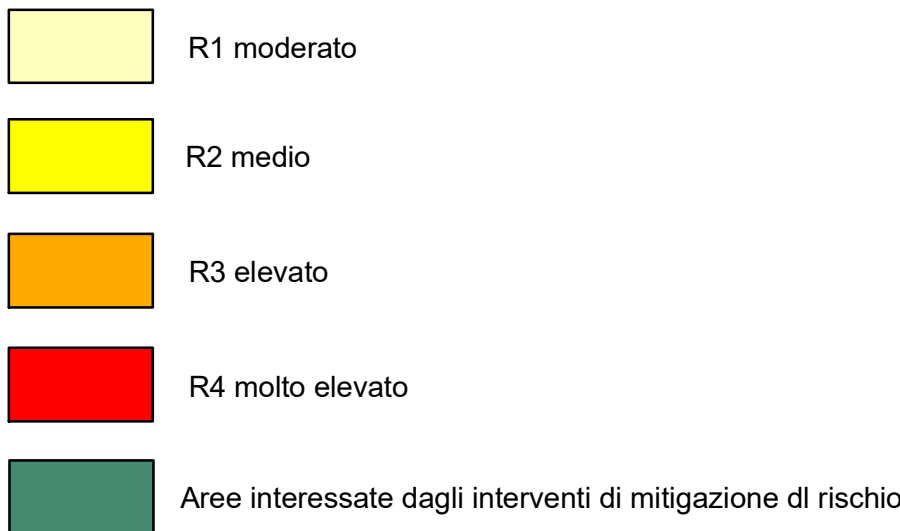 R1 moderato
R2 medio
R3 elevato
R4 molto elevato
Aree interessate dagli interventi di mitigazione dl rischio